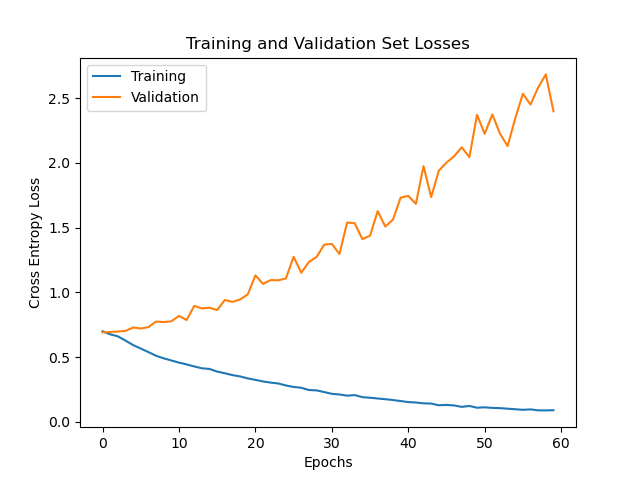 Training and Validation Set Losses
Training
Validation
Cross Entropy Loss
2.5
2.0
1.5
1.0
0.5
0.0
0 10 20 30 40 50 60
Epochs